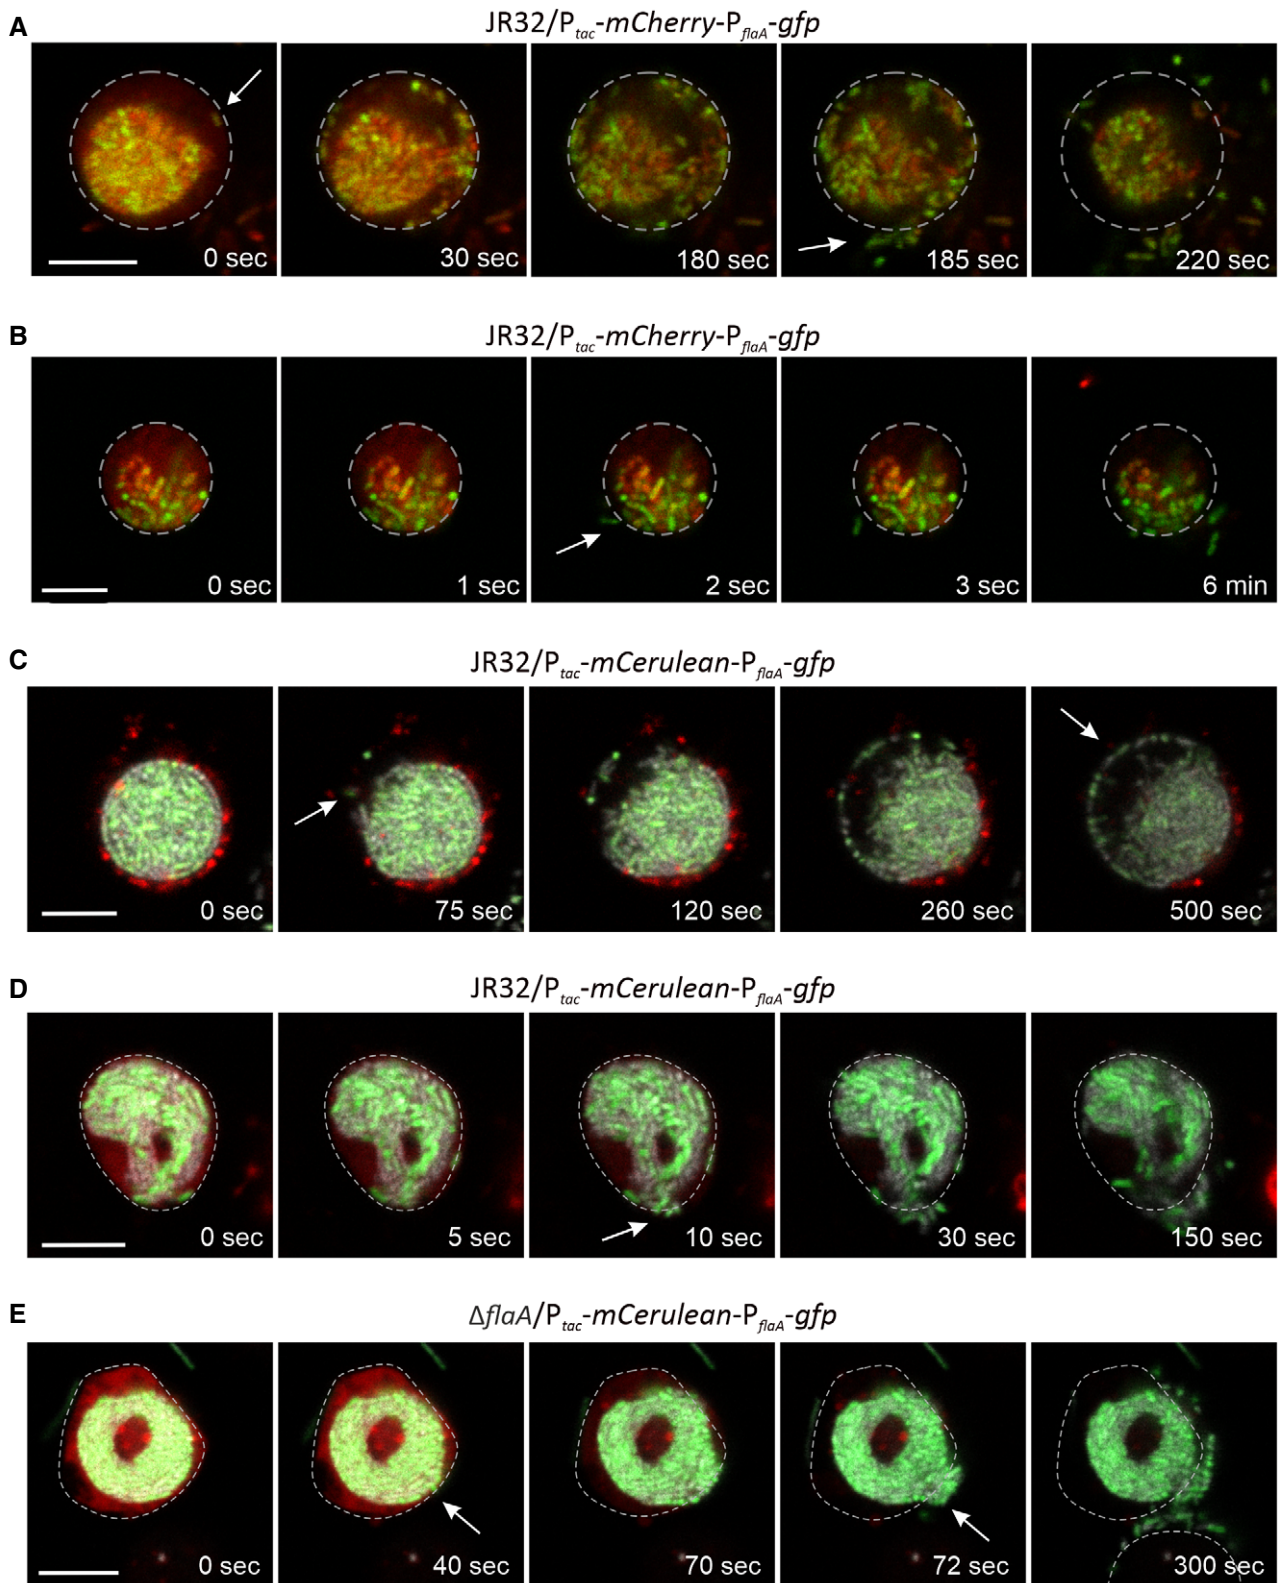 A
JR32/Ptac-mCherry-PflaA-gfp
0 sec
30 sec
180 sec
185 sec
220 sec
B
JR32/Ptac-mCherry-PflaA-gfp
0 sec
1 sec
2 sec
3 sec
6 min
C
JR32/Ptac-mCerulean-PflaA-gfp
0 sec
75 sec
120 sec
260 sec
500 sec
D
JR32/Ptac-mCerulean-PflaA-gfp
0 sec
5 sec
10 sec
30 sec
150 sec
E
ΔflaA/Ptac-mCerulean-PflaA-gfp
0 sec
40 sec
70 sec
72 sec
300 sec